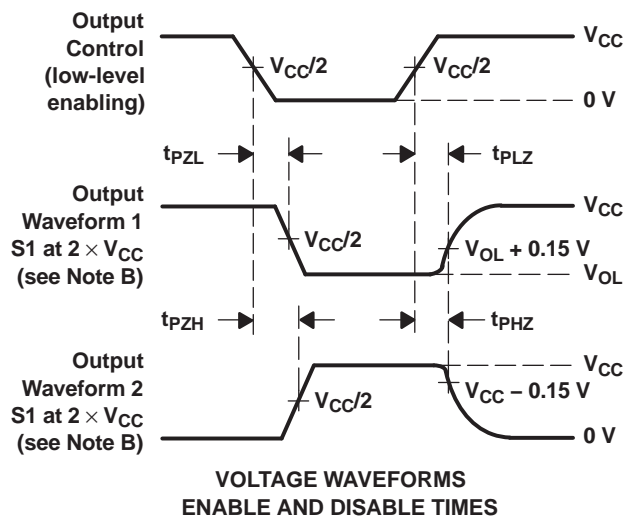 Output
Control
(low-level
enabling)
VCC
VCC/2
VCC/2
0 V
tPZL
tPLZ
Output
Waveform 1
S1 at 2 × VCC
(see Note B)
VCC
VCC/2
VOL + 0.15 V
VOL
tPZH
tPHZ
Output
Waveform 2
S1 at 2 × VCC
(see Note B)
VCC
VCC − 0.15 V
VCC/2
0 V
VOLTAGE WAVEFORMS
ENABLE AND DISABLE TIMES